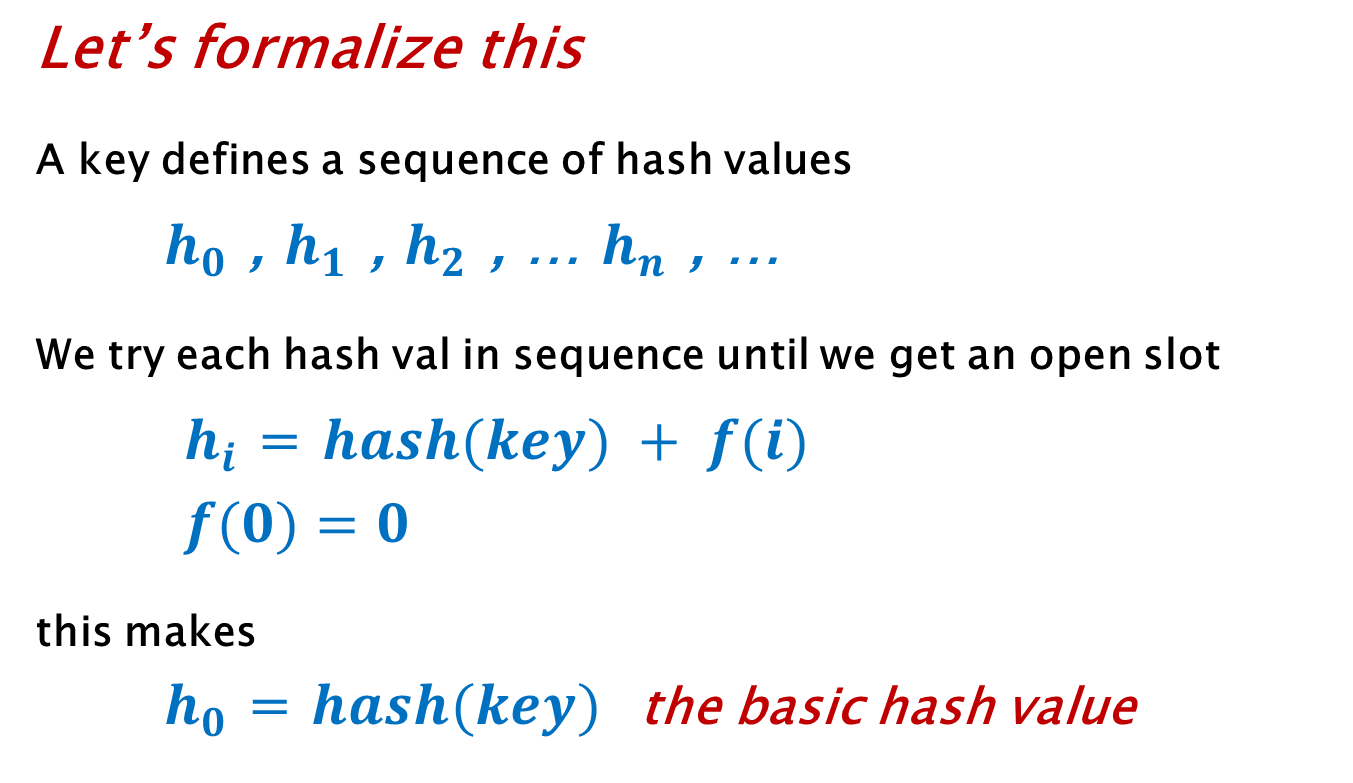 Let’s formalize this
A key defines a sequence of hash values
h₀ , h₁ , h₂ , … hₙ , …
We try each hash val in sequence until we get an open slot
hᵢ = hash(key) + f(i)
f(0) = 0
this makes
h₀ = hash(key) the basic hash value